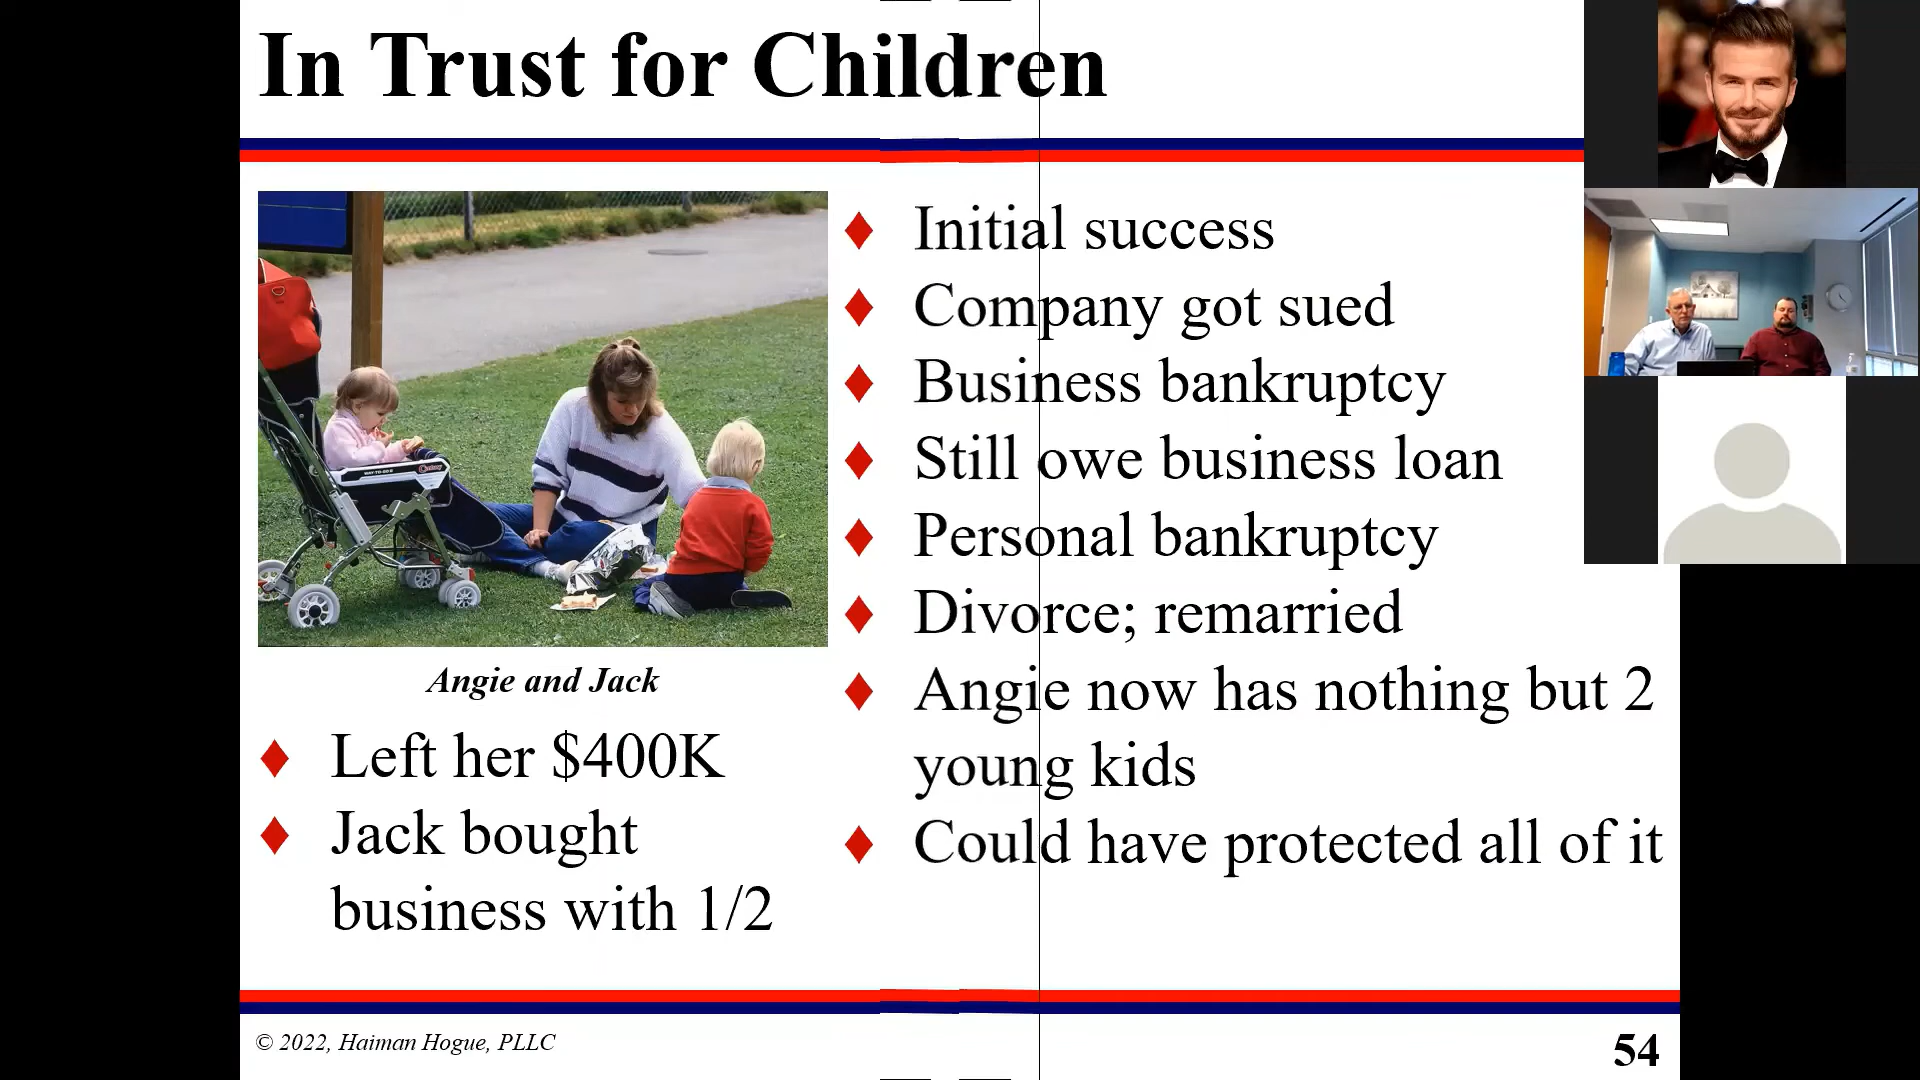 In Trust for Children
Angie and Jack
♦ Left her $400K
♦ Jack bought
business with 1/2
♦ Initial success
♦ Company got sued
♦ Business bankruptcy
♦ Still owe business loan
♦ Personal bankruptcy
♦ Divorce; remarried
♦ Angie now has nothing but 2
young kids
♦ Could have protected all of it
© 2022, Haiman Hogue, PLLC
54